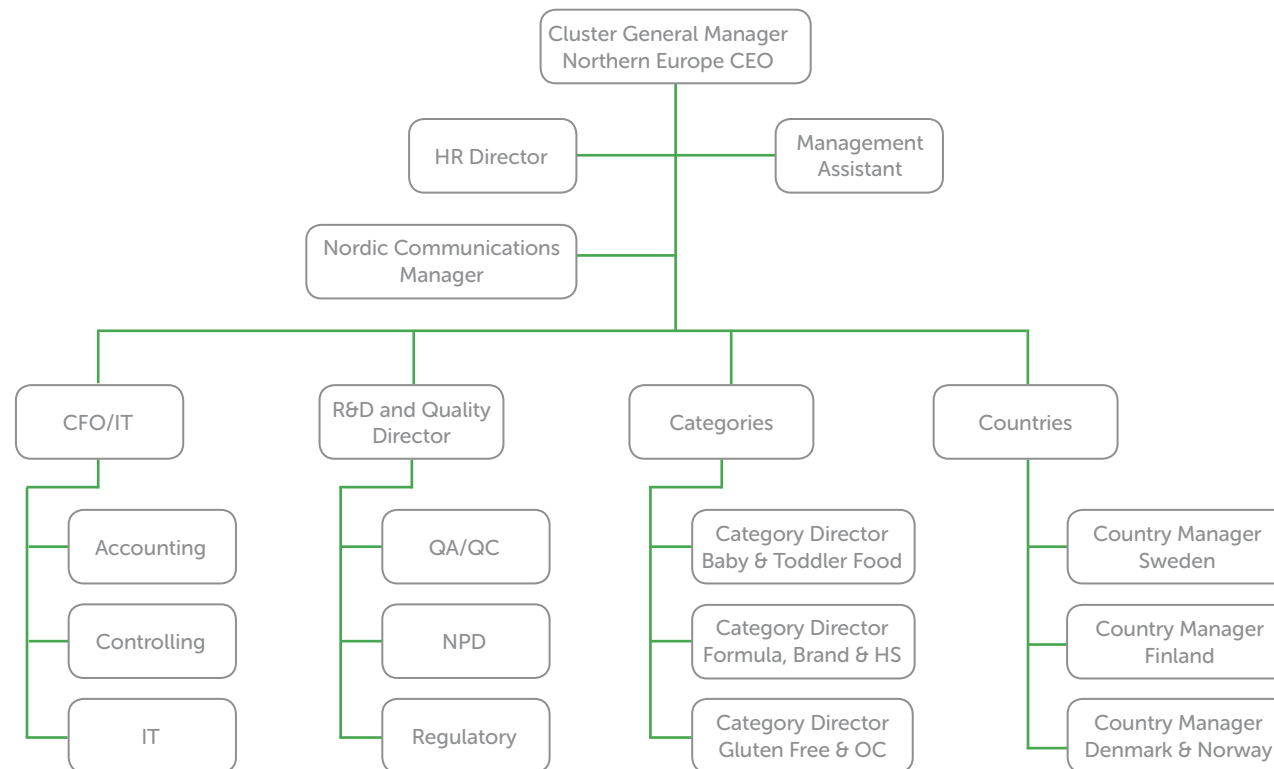 Cluster General Manager
Northern Europe CEO
HR Director
Management
Assistant
Nordic Communications
Manager
CFO/IT
R&D and Quality
Director
Categories
Countries
Accounting
QA/QC
Category Director
Baby & Toddler Food
Country Manager
Sweden
Controlling
NPD
Category Director
Formula, Brand & HS
Country Manager
Finland
IT
Regulatory
Category Director
Gluten Free & OC
Country Manager
Denmark & Norway